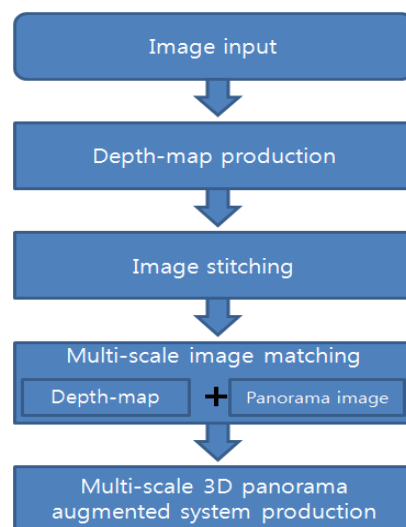 Image input
Depth-map production
Image stitching
Multi-scale image matching
Depth-map + Panorama image
Multi-scale 3D panorama
augmented system production